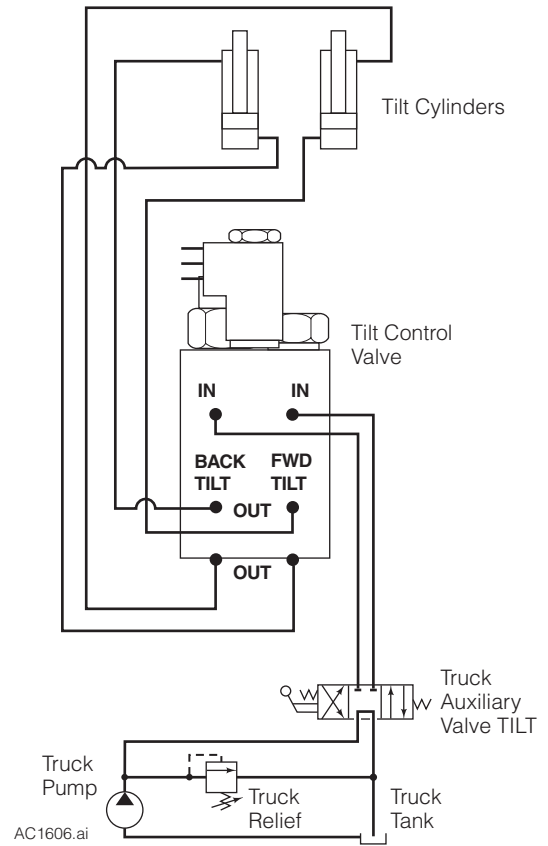 Tilt Cylinders
Tilt Control
Valve
IN IN
BACK FWD
TILT TILT
OUT
OUT
Truck
Auxiliary
Valve TILT
Truck
Pump
Truck
Relief
Truck
Tank
AC1606.ai